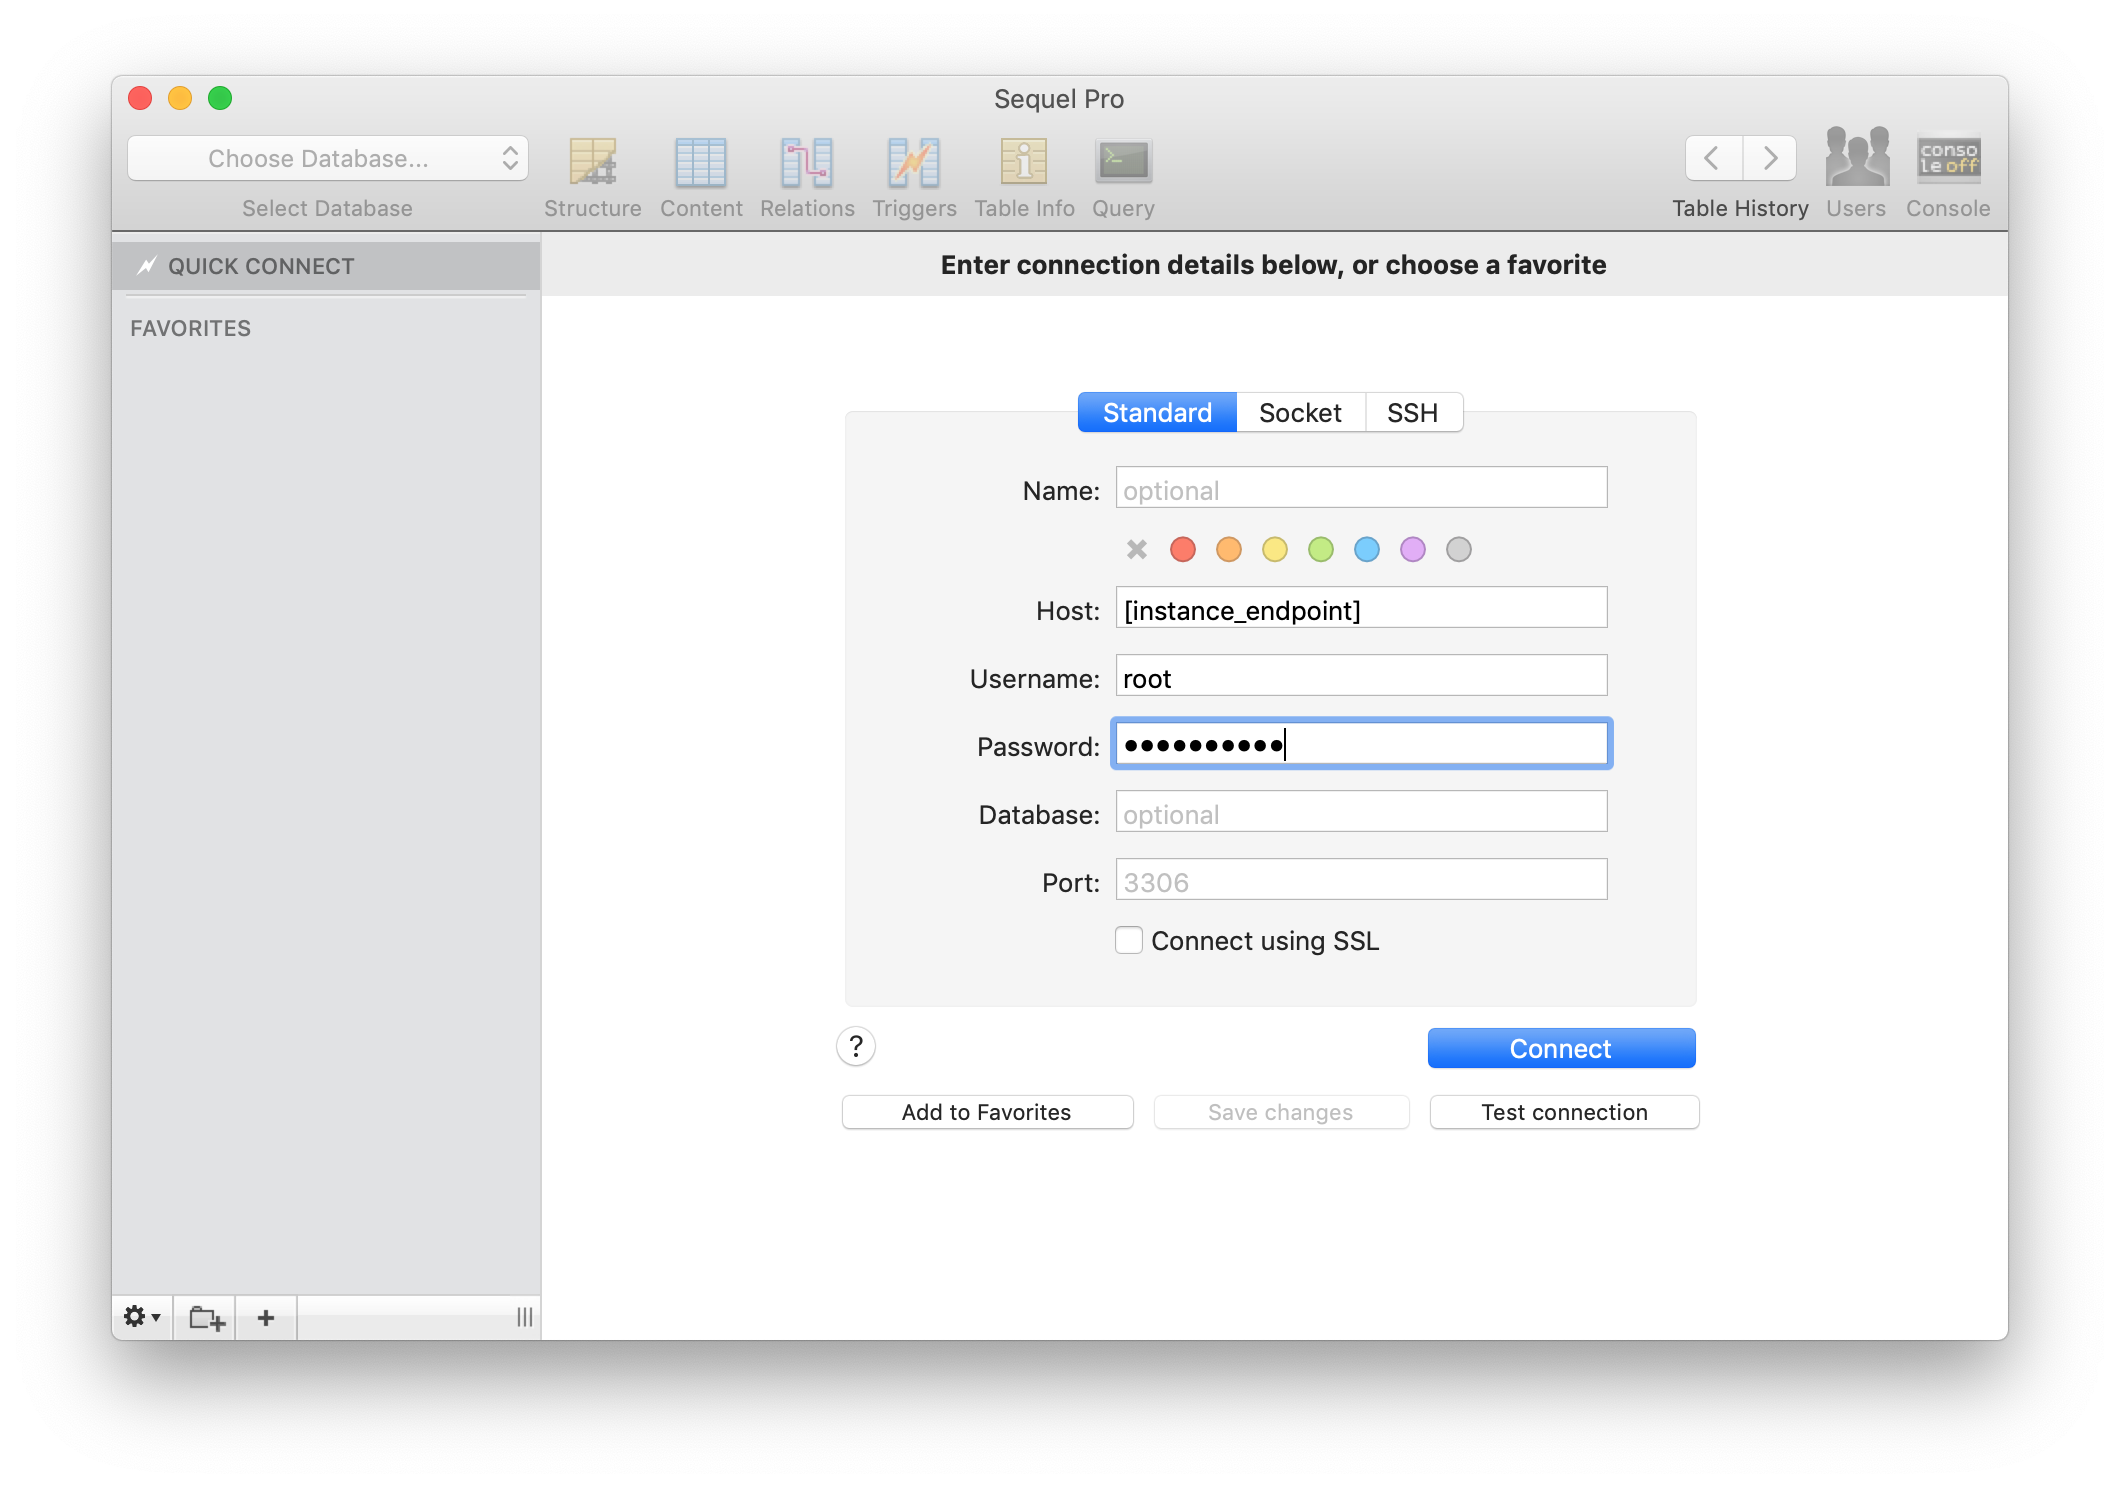 Sequel Pro
Choose Database...
Select Database
Structure
Content
Relations
Triggers
Table Info
Query
Table History
Users
conso
le off
Console
QUICK CONNECT
FAVORITES
Enter connection details below, or choose a favorite
Standard
Socket
SSH
Name: optional
Host: [instance_endpoint]
Username: root
Password: ••••••••••
Database: optional
Port: 3306
Connect using SSL
?
Connect
Add to Favorites
Save changes
Test connection